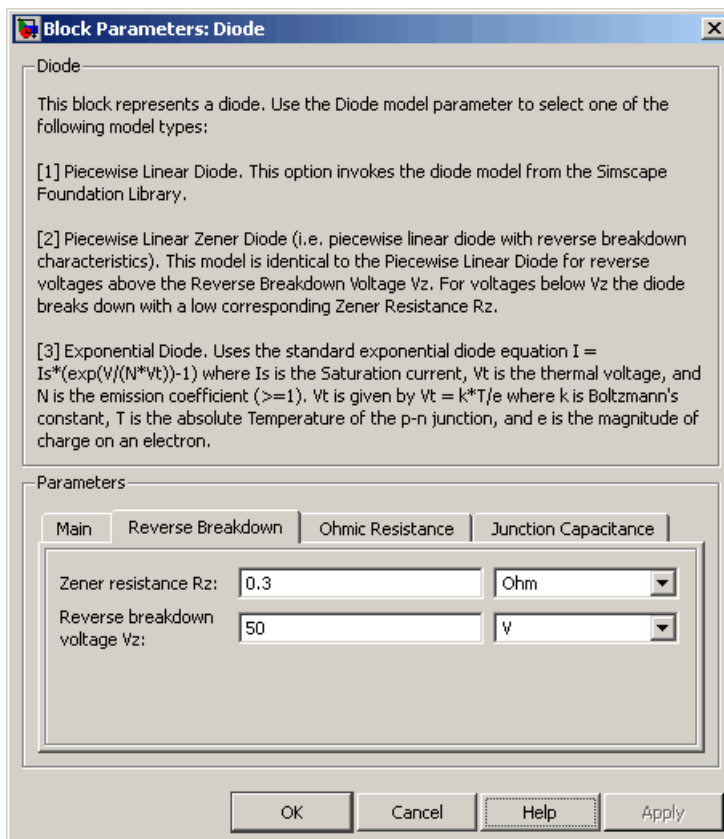 Block Parameters: Diode
Diode
This block represents a diode. Use the Diode model parameter to select one of the
following model types:
[1] Piecewise Linear Diode. This option invokes the diode model from the Simscape
Foundation Library.
[2] Piecewise Linear Zener Diode (i.e. piecewise linear diode with reverse breakdown
characteristics). This model is identical to the Piecewise Linear Diode for reverse
voltages above the Reverse Breakdown Voltage Vz. For voltages below Vz the diode
breaks down with a low corresponding Zener Resistance Rz.
[3] Exponential Diode. Uses the standard exponential diode equation I =
Is*(exp(V/(N*Vt))-1) where Is is the Saturation current, Vt is the thermal voltage, and
N is the emission coefficient (>=1). Vt is given by Vt = k*T/e where k is Boltzmann's
constant, T is the absolute Temperature of the p-n junction, and e is the magnitude of
charge on an electron.
Parameters
Main Reverse Breakdown Ohmic Resistance Junction Capacitance
Zener resistance Rz: 0.3 Ohm
Reverse breakdown
voltage Vz: 50 V
OK Cancel Help Apply